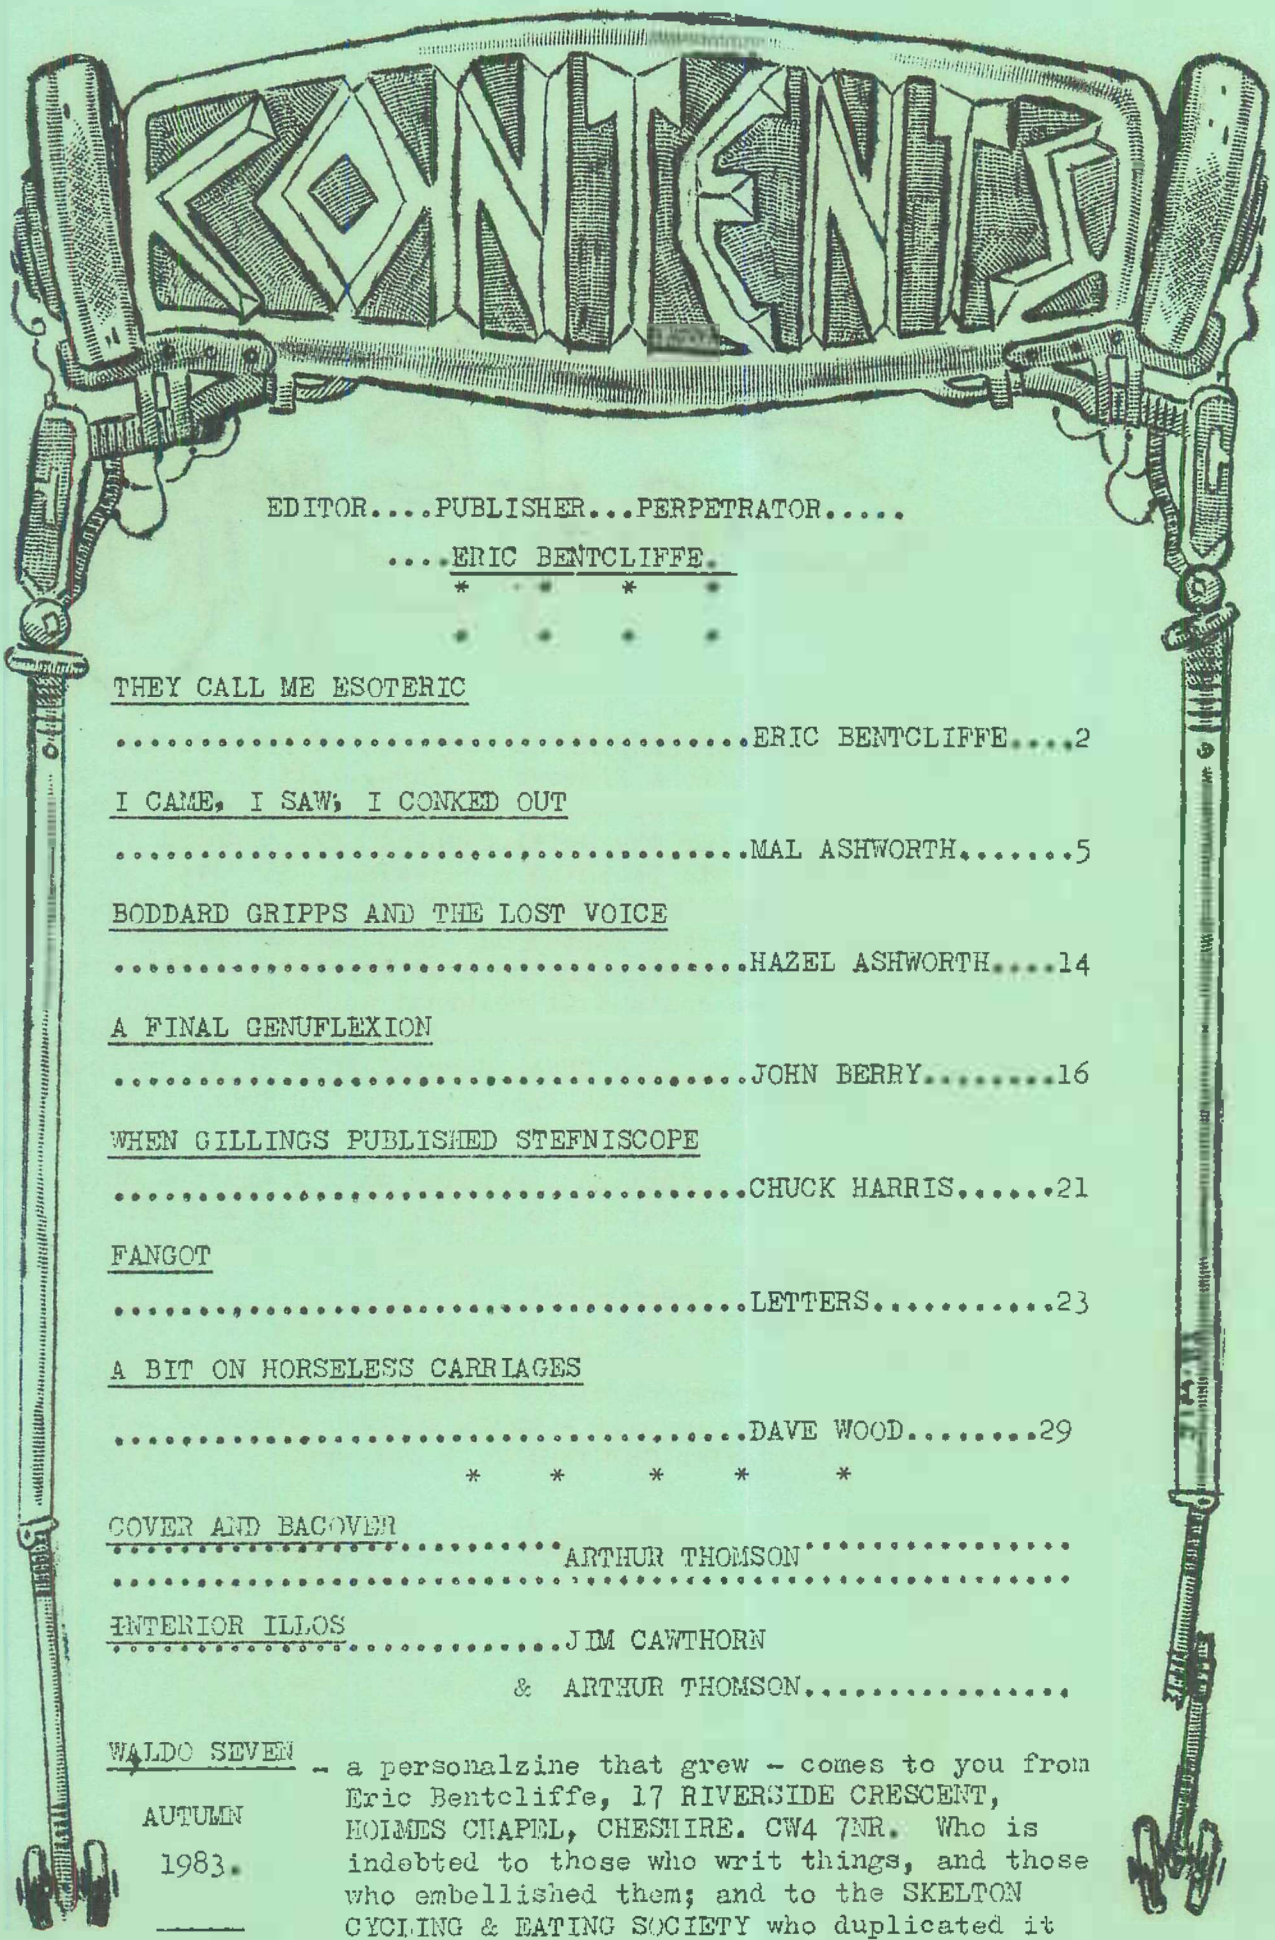 CONTENTS
EDITOR....PUBLISHER...PERPETRATOR.....
....ERIC BENTCLIFFE.
* * * *
* * * *
THEY CALL ME ESOTERIC
......................................ERIC BENTCLIFFE....2
I CAME, I SAW; I CONKED OUT
......................................MAL ASHWORTH.......5
BODDARD GRIPPS AND THE LOST VOICE
......................................HAZEL ASHWORTH....14
A FINAL GENUFLEXION
......................................JOHN BERRY........16
WHEN GILLINGS PUBLISHED STEFNISCOPE
......................................CHUCK HARRIS......21
FANGOT
......................................LETTERS...........23
A BIT ON HORSELESS CARRIAGES
......................................DAVE WOOD........29
* * * * *
COVER AND BACOVER
...........................ARTHUR THOMSON................
.........................................................
INTERIOR ILLOS
...........................JIM CAWTHORN
& ARTHUR THOMSON................
WALDO SEVEN - a personalzine that grew - comes to you from
Eric Bentcliffe, 17 RIVERSIDE CRESCENT,
AUTUMN
HOLMES CHAPEL, CHESHIRE. CW4 7NR. Who is
1983.
indebted to those who writ things, and those
who embellished them; and to the SKELTON
CYCLING & EATING SOCIETY who duplicated it